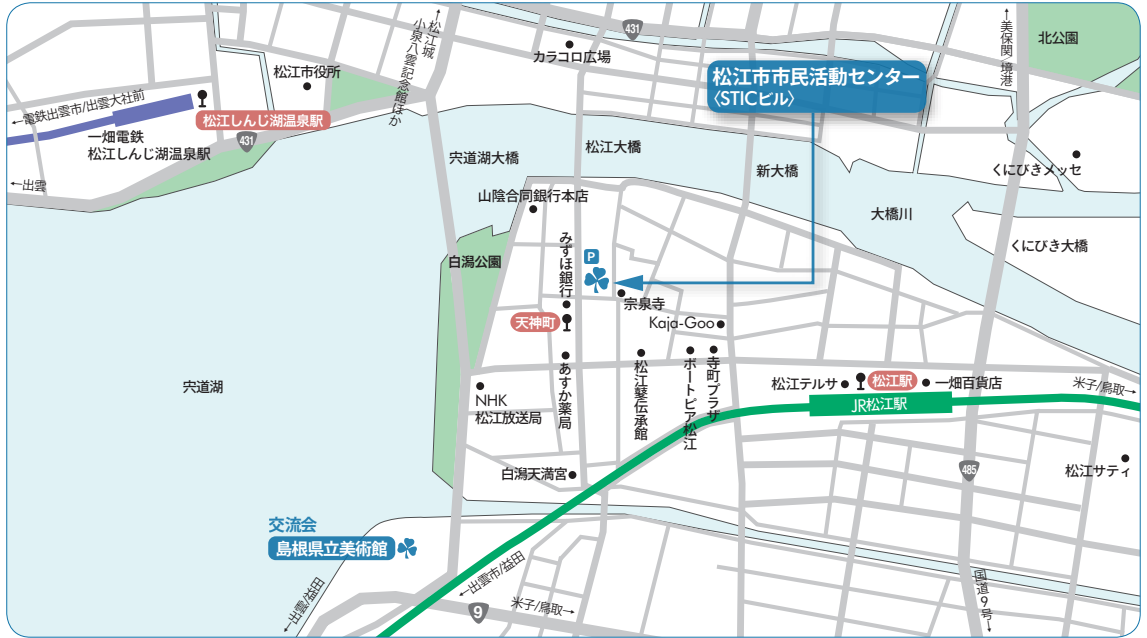 ←松江城
小泉八雲記念館ほか
431
←美保関 境港
北公園
カラコロ広場
松江市役所
松江市市民活動センター
〈STICビル〉
←電鉄出雲市/出雲大社前
松江しんじ湖温泉駅
一畑電鉄
松江しんじ湖温泉駅
431
←出雲
宍道湖大橋
松江大橋
新大橋
くにびきメッセ
大橋川
くにびき大橋
山陰合同銀行本店
みずほ銀行
白潟公園
P
宗泉寺
天神町
Kaja-Goo
宍道湖
あすか薬局
松江鼕伝承館
ボートピア松江
寺町プラザ
松江テルサ
松江駅
一畑百貨店
米子/鳥取→
JR松江駅
NHK
松江放送局
白潟天満宮
485
松江サティ
交流会
島根県立美術館
←出雲市/益田
←出雲/益田
9
米子/鳥取→
国道9号→